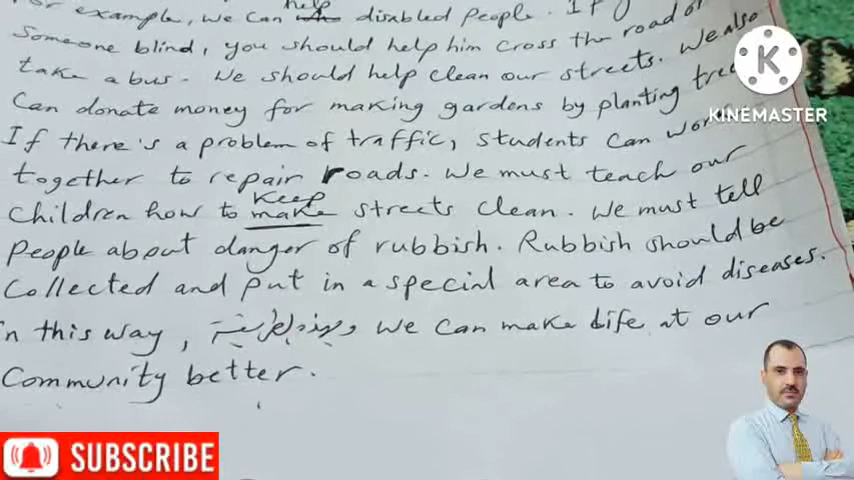 For example, we can help disabled people. If
Someone blind, you should help him cross the road or
take a bus. We should help clean our streets. We also
Can donate money for making gardens by planting tree
If there's a problem of traffic, students can wor
together to repair roads. We must teach our
children how to make keep streets clean. We must tell
people about danger of rubbish. Rubbish should be
Collected and put in a special area to avoid diseases.
In this way, وبهذه الطريقة we can make life at our
Community better.
K
KINEMASTER
SUBSCRIBE